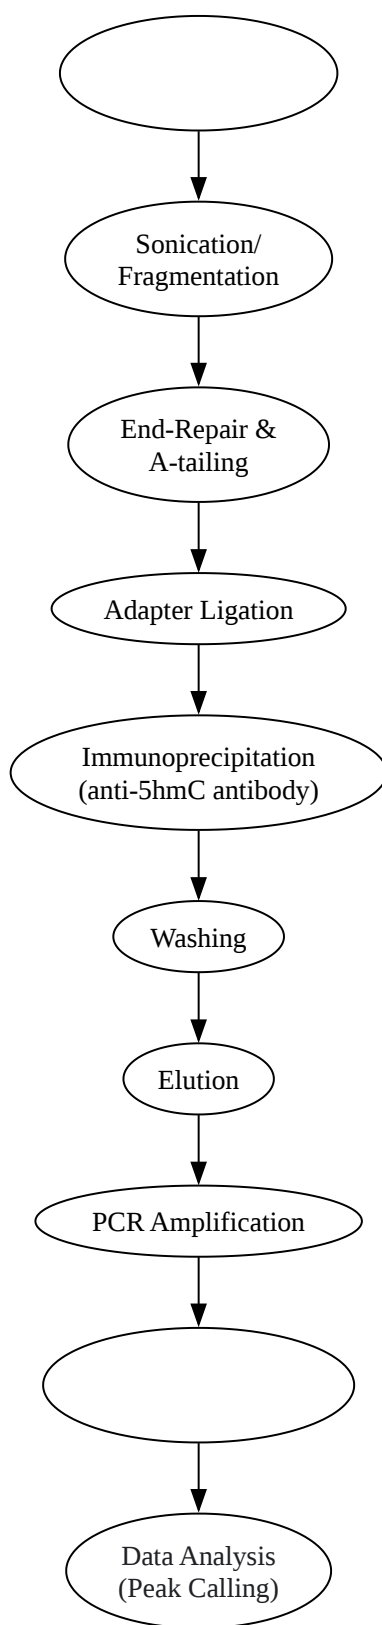 Sonication/
Fragmentation
End-Repair &
A-tailing
Adapter Ligation
Immunoprecipitation
(anti-5hmC antibody)
Washing
Elution
PCR Amplification
Data Analysis
(Peak Calling)